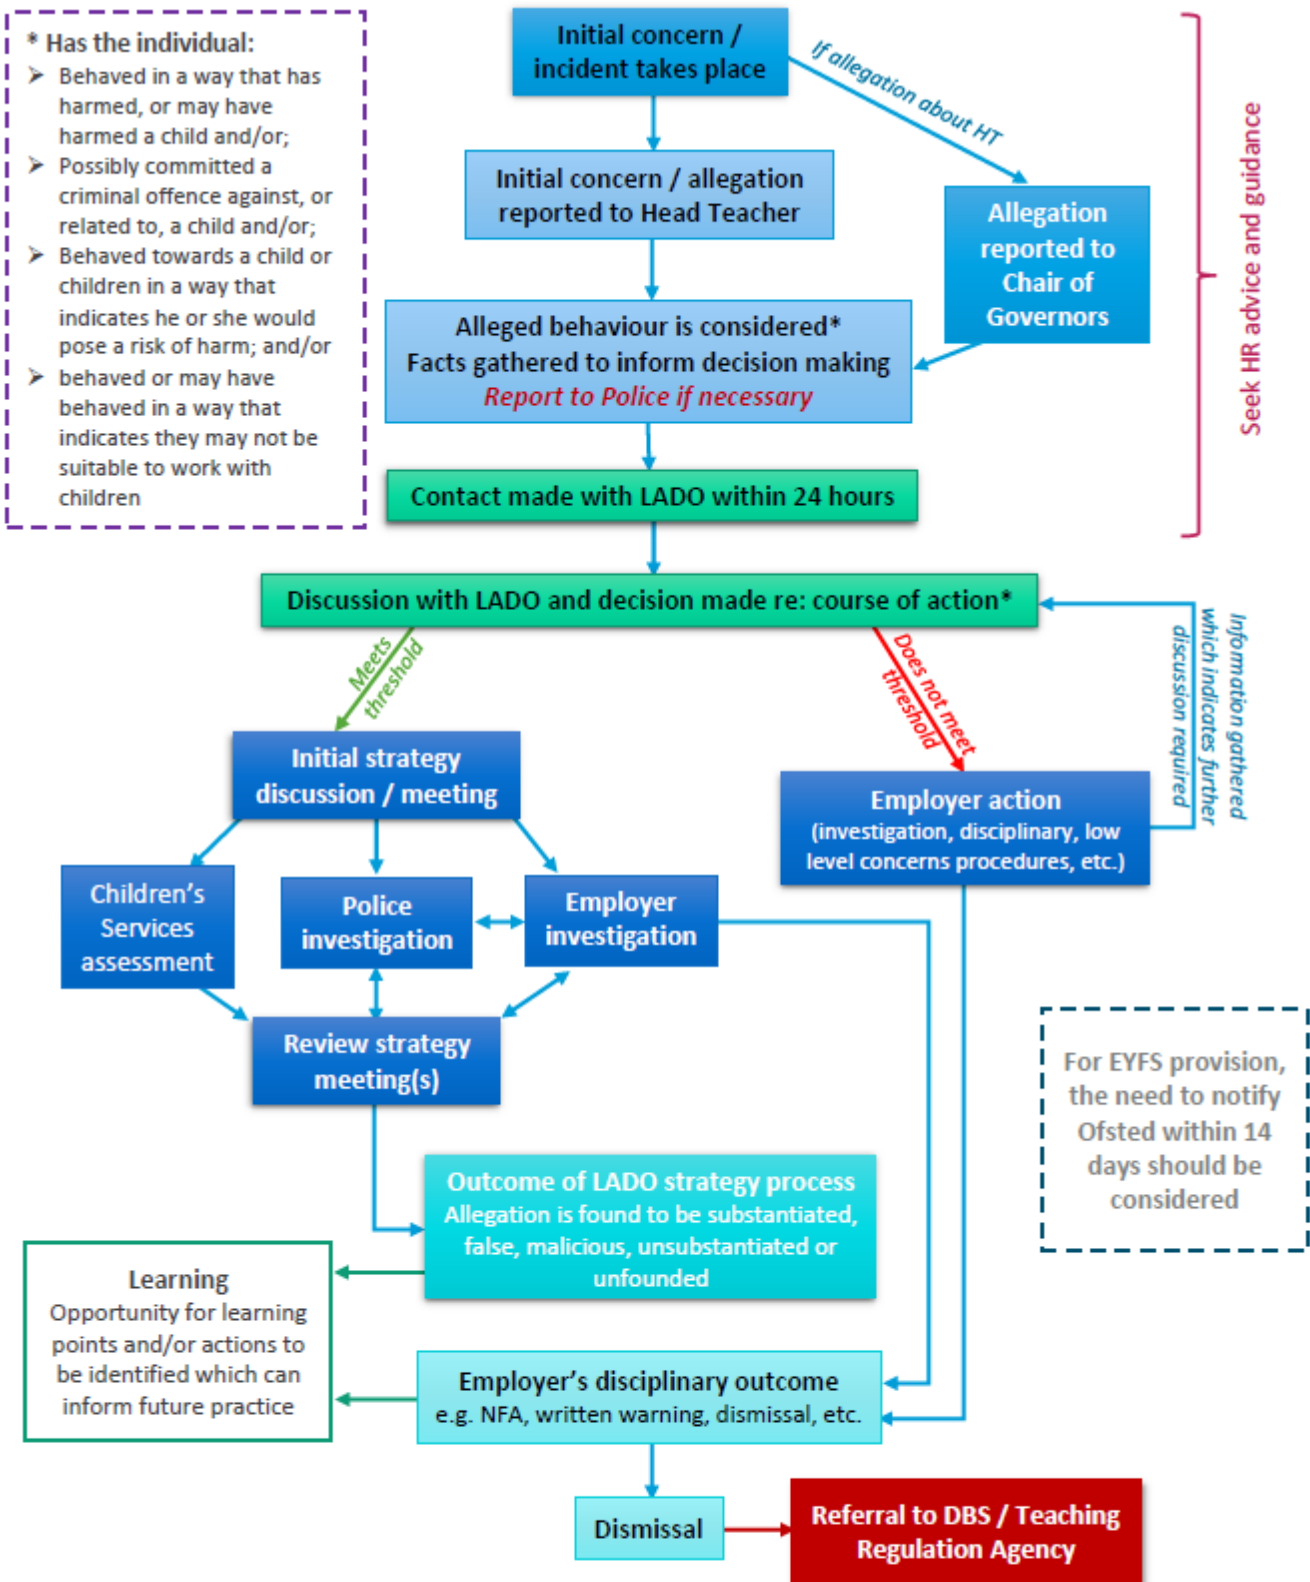 * Has the individual:
➤ Behaved in a way that has
harmed, or may have
harmed a child and/or;
➤ Possibly committed a
criminal offence against, or
related to, a child and/or;
➤ Behaved towards a child or
children in a way that
indicates he or she would
pose a risk of harm; and/or
➤ behaved or may have
behaved in a way that
indicates they may not be
suitable to work with
children
Initial concern /
incident takes place
If allegation about HT
Initial concern / allegation
reported to Head Teacher
Allegation
reported to
Chair of
Governors
Seek HR advice and guidance
Alleged behaviour is considered*
Facts gathered to inform decision making
Report to Police if necessary
Contact made with LADO within 24 hours
Discussion with LADO and decision made re: course of action*
Meets
threshold
Does not meet
threshold
Information gathered
which indicates further
discussion required
Initial strategy
discussion / meeting
Employer action
(investigation, disciplinary, low
level concerns procedures, etc.)
Children's
Services
assessment
Police
investigation
Employer
investigation
Review strategy
meeting(s)
For EYFS provision,
the need to notify
Ofsted within 14
days should be
considered
Outcome of LADO strategy process
Allegation is found to be substantiated,
false, malicious, unsubstantiated or
unfounded
Learning
Opportunity for learning
points and/or actions to
be identified which can
inform future practice
Employer's disciplinary outcome
e.g. NFA, written warning, dismissal, etc.
Dismissal
Referral to DBS / Teaching
Regulation Agency